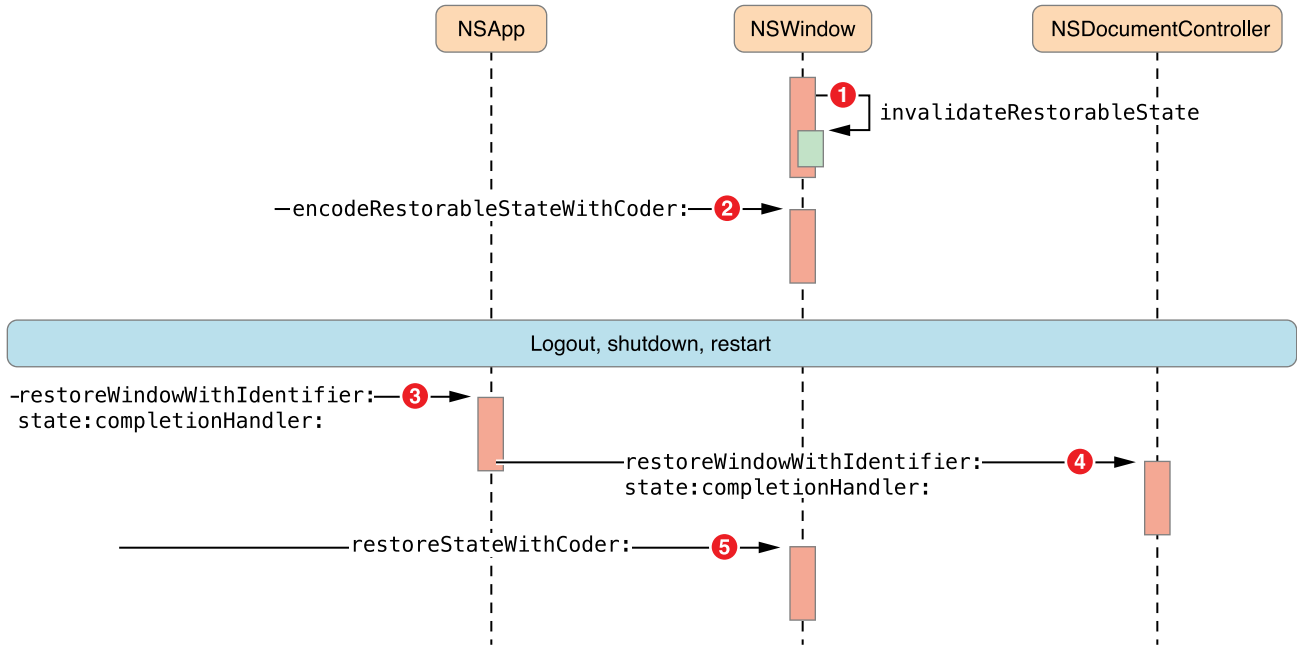 NSApp
NSWindow
NSDocumentController
1
invalidateRestorableState
encodeRestorableStateWithCoder:
2
Logout, shutdown, restart
restoreWindowWithIdentifier:
3
state:completionHandler:
restoreWindowWithIdentifier:
4
state:completionHandler:
restoreStateWithCoder:
5